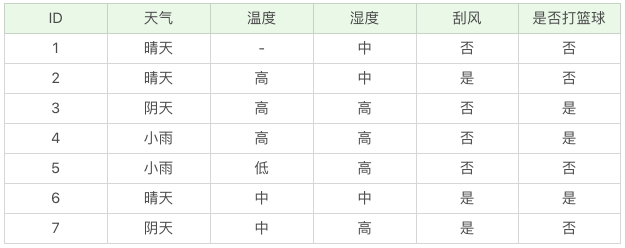 ID 天气 温度 湿度 刮风 是否打篮球
1 晴天 - 中 否 否
2 晴天 高 中 是 否
3 阴天 高 高 否 是
4 小雨 高 高 否 是
5 小雨 低 高 否 否
6 晴天 中 中 是 是
7 阴天 中 高 是 否